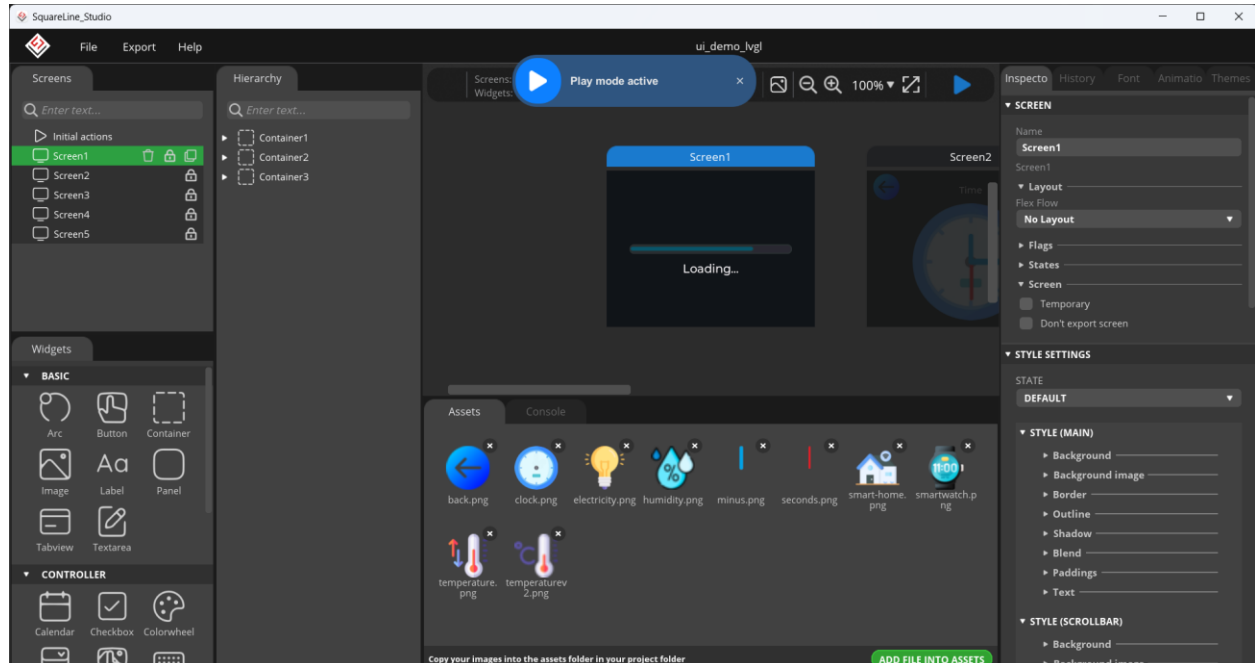 SquareLine_Studio
File Export Help
ui_demo_lvgl
Screens
Enter text...
Initial actions
Screen1
Screen2
Screen3
Screen4
Screen5
Hierarchy
Enter text...
Container1
Container2
Container3
Screens:
Widgets:
Play mode active
100%
Screen1
Loading...
Screen2
Time
Inspecto History Font Animatio Themes
SCREEN
Name
Screen1
Screen1
Layout
Flex Flow
No Layout
Flags
States
Screen
Temporary
Don't export screen
STYLE SETTINGS
STATE
DEFAULT
STYLE (MAIN)
Background
Background image
Border
Outline
Shadow
Blend
Paddings
Text
STYLE (SCROLLBAR)
Background
Background image
Widgets
BASIC
Arc Button Container
Image Label Panel
Tabview Textarea
CONTROLLER
Calendar Checkbox Colorwheel
Assets Console
back.png clock.png electricity.png humidity.png minus.png seconds.png smart-home. smartwatch.p
png ng
11:00
temperature. temperaturev
png 2.png
Copy your images into the assets folder in your project folder
ADD FILE INTO ASSETS